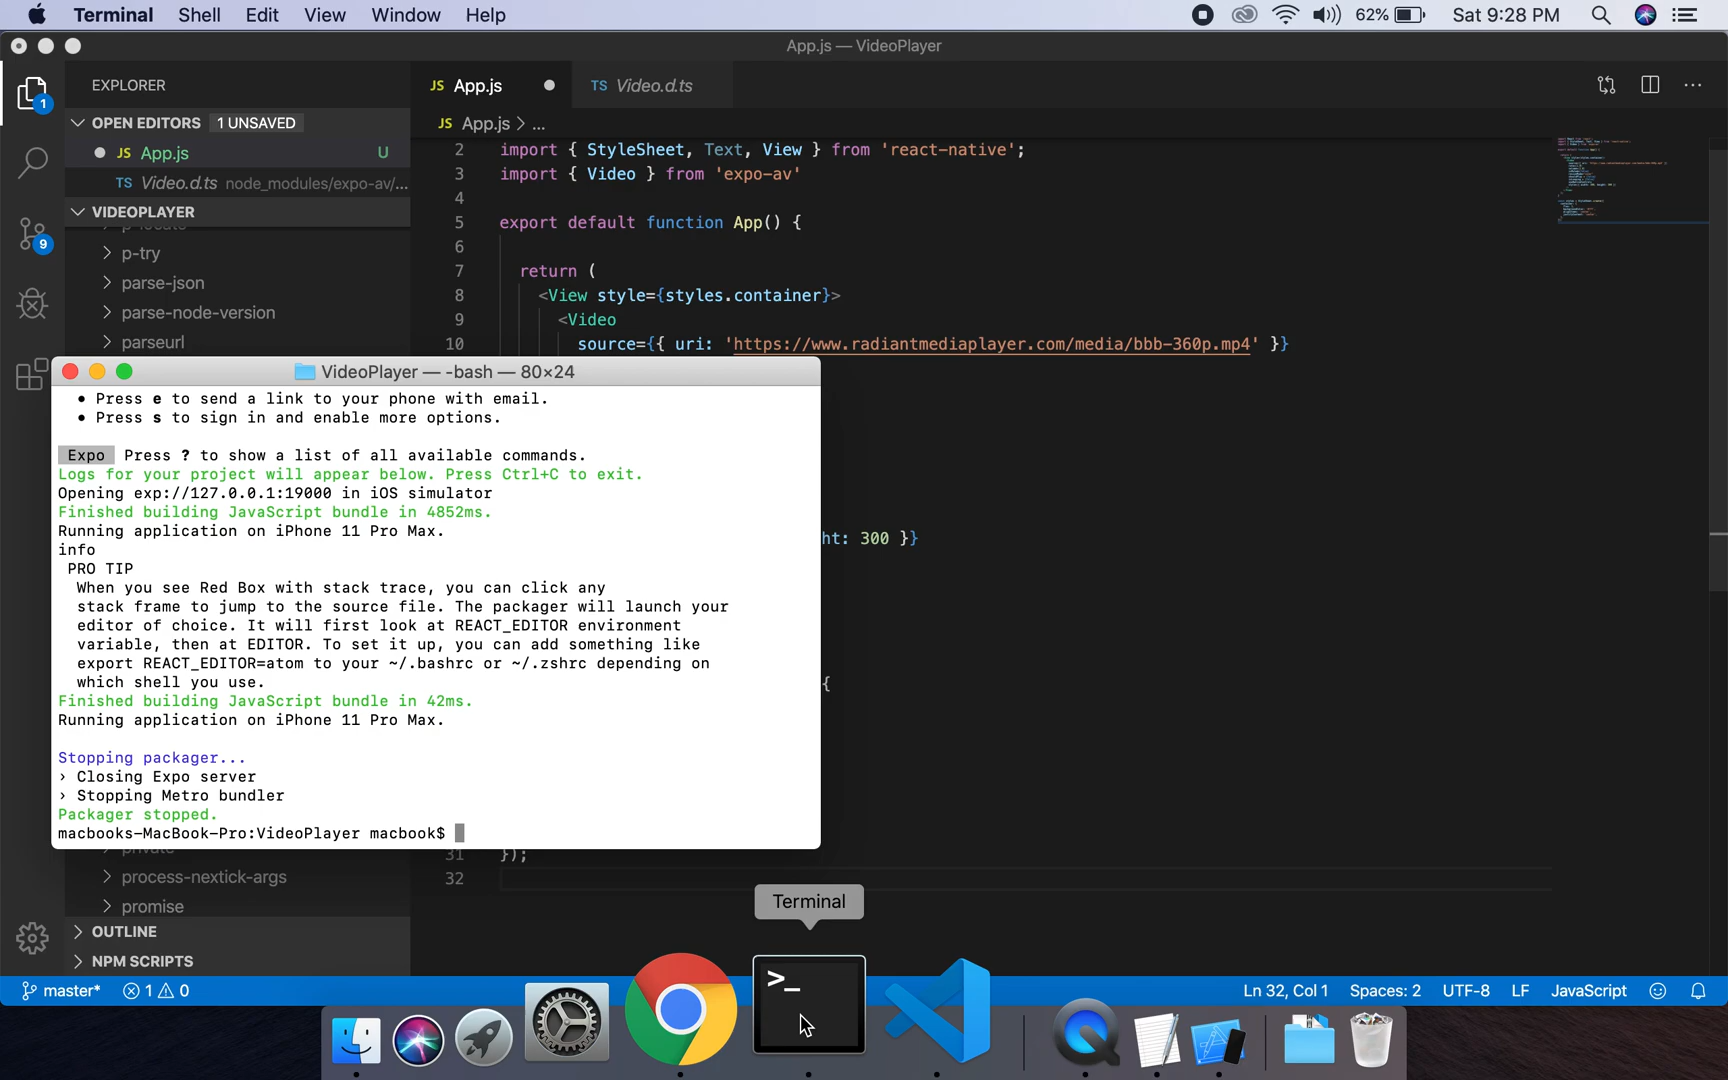 Terminal Shell Edit View Window Help 62% Sat 9:28 PM
App.js — VideoPlayer
EXPLORER
JS App.js TS Video.d.ts
1
OPEN EDITORS 1 UNSAVED
JS App.js U
TS Video.d.ts node_modules/expo-av/...
JS App.js > ...
VIDEOPLAYER
9
p-locate
p-try
parse-json
parse-node-version
parseurl
2 import { StyleSheet, Text, View } from 'react-native';
3 import { Video } from 'expo-av'
4
5 export default function App() {
6
7 return (
8 <View style={styles.container}>
9 <Video
10 source={{ uri: 'https://www.radiantmediaplayer.com/media/bbb-360p.mp4' }}
ht: 300 }}
{
31 });
32
VideoPlayer — -bash — 80×24
• Press e to send a link to your phone with email.
• Press s to sign in and enable more options.
Expo Press ? to show a list of all available commands.
Logs for your project will appear below. Press Ctrl+C to exit.
Opening exp://127.0.0.1:19000 in iOS simulator
Finished building JavaScript bundle in 4852ms.
Running application on iPhone 11 Pro Max.
info
PRO TIP
When you see Red Box with stack trace, you can click any
stack frame to jump to the source file. The packager will launch your
editor of choice. It will first look at REACT_EDITOR environment
variable, then at EDITOR. To set it up, you can add something like
export REACT_EDITOR=atom to your ~/.bashrc or ~/.zshrc depending on
which shell you use.
Finished building JavaScript bundle in 42ms.
Running application on iPhone 11 Pro Max.
Stopping packager...
› Closing Expo server
› Stopping Metro bundler
Packager stopped.
macbooks-MacBook-Pro:VideoPlayer macbook$
private
process-nextick-args
promise
OUTLINE
NPM SCRIPTS
Terminal
master* 1 0 Ln 32, Col 1 Spaces: 2 UTF-8 LF JavaScript
>_